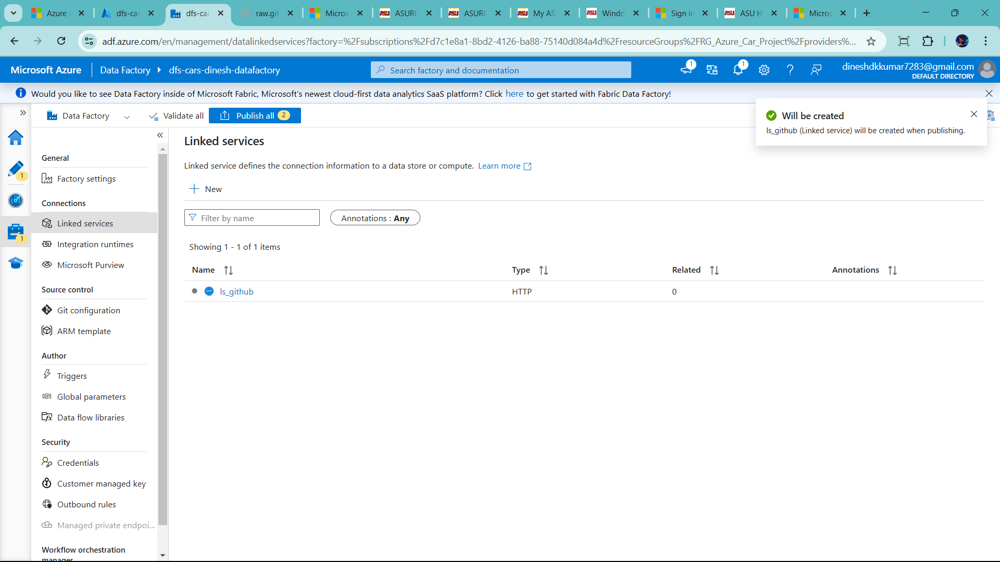 Azure
dfs-car
dfs-cars
raw.git
Micros
ASURI
ASURI
My AS
Windo
Sign in
ASU H
Micros
adf.azure.com/en/management/datalinkedservices?factory=%2Fsubscriptions%2Fd7c1e8a1-8bd2-4126-ba88-75140d084a4d%2FresourceGroups%2FRG_Azure_Car_Project%2Fproviders%...
Microsoft Azure
Data Factory
dfs-cars-dinesh-datafactory
Search factory and documentation
1
1
dineshdkkumar7283@gmail.com
DEFAULT DIRECTORY
Would you like to see Data Factory inside of Microsoft Fabric, Microsoft's newest cloud-first data analytics SaaS platform? Click here to get started with Fabric Data Factory!
Data Factory
Validate all
Publish all 2
Will be created
ls_github (Linked service) will be created when publishing.
1
1
General
Factory settings
Connections
Linked services
Integration runtimes
Microsoft Purview
Source control
Git configuration
ARM template
Author
Triggers
Global parameters
Data flow libraries
Security
Credentials
Customer managed key
Outbound rules
Managed private endpoi...
Workflow orchestration
manager
Linked services
Linked service defines the connection information to a data store or compute. Learn more
New
Filter by name
Annotations : Any
Showing 1 - 1 of 1 items
Name
Type
Related
Annotations
HTTP
ls_github
HTTP
0